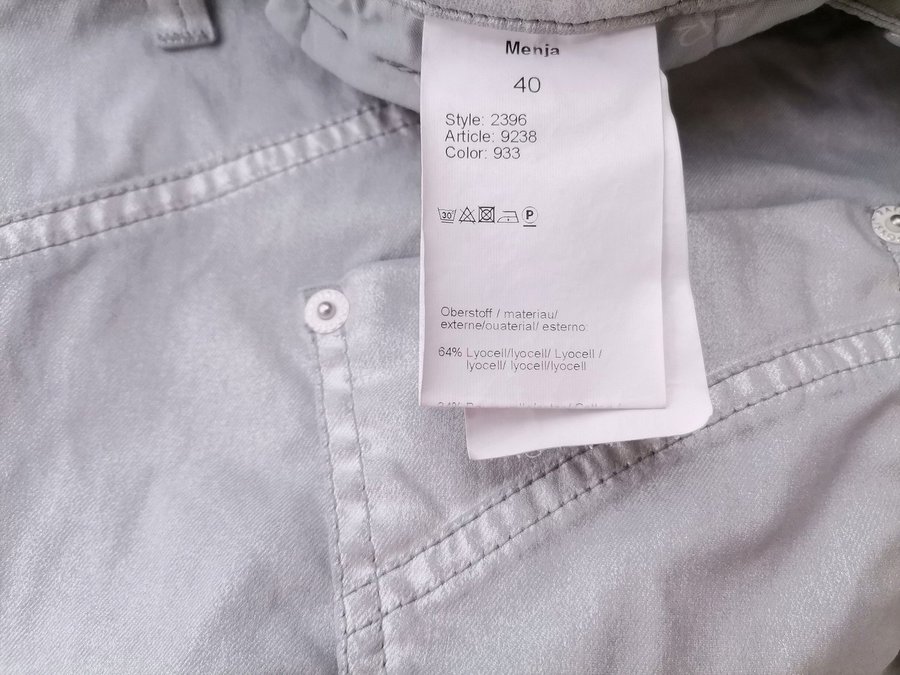 Menja
40
Style: 2396
Article: 9238
Color: 933
30 P
Oberstoff / materiau/
externe/ouaterial/ esterno
64% Lyocell/lyocell/ Lyocell /
lyocell/ lyocell/lyocell